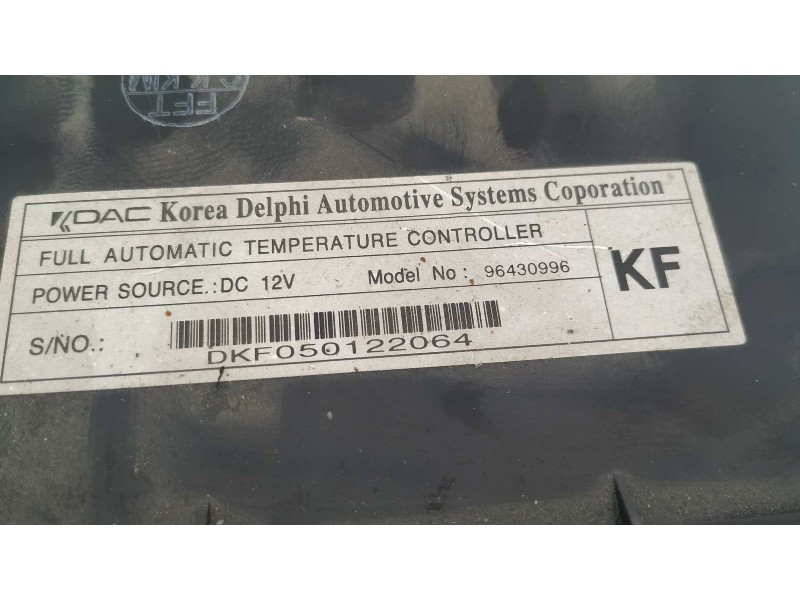 FFT
KDAC Korea Delphi Automotive Systems Coporation
FULL AUTOMATIC TEMPERATURE CONTROLLER
POWER SOURCE.:DC 12V Model No : 96430996
KF
S/NO.:
DKF050122064